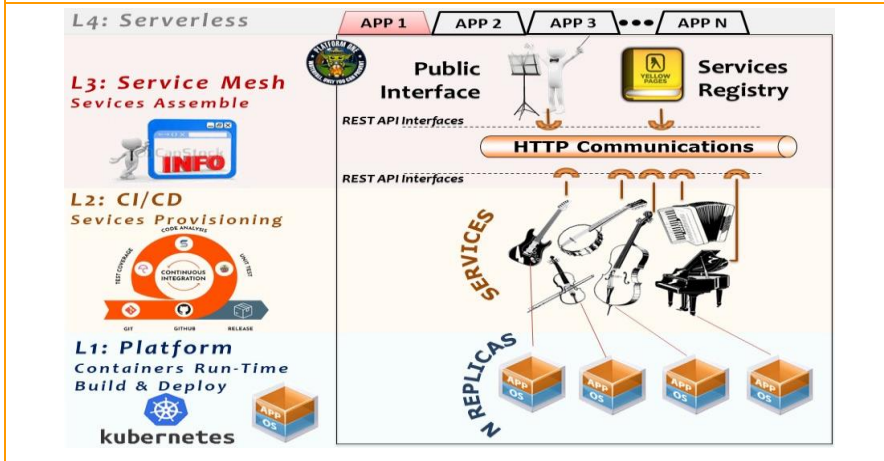 L4: Serverless
APP 1
APP 2
APP 3
APP N
L3: Service Mesh
Sevices Assemble
CanStock
INFO
PLATFORM ONE
Public
Interface
YELLOW
PAGES
Services
Registry
REST API Interfaces
HTTP Communications
REST API Interfaces
L2: CI/CD
Sevices Provisioning
CODE ANALYSIS
TEST COVERAGE
UNIT TEST
CONTINUOUS
INTEGRATION
GIT
GITHUB
RELEASE
SERVICES
L1: Platform
Containers Run-Time
Build & Deploy
kubernetes
APP
OS
N REPLICAS
APP
OS
APP
OS
APP
OS
APP
OS